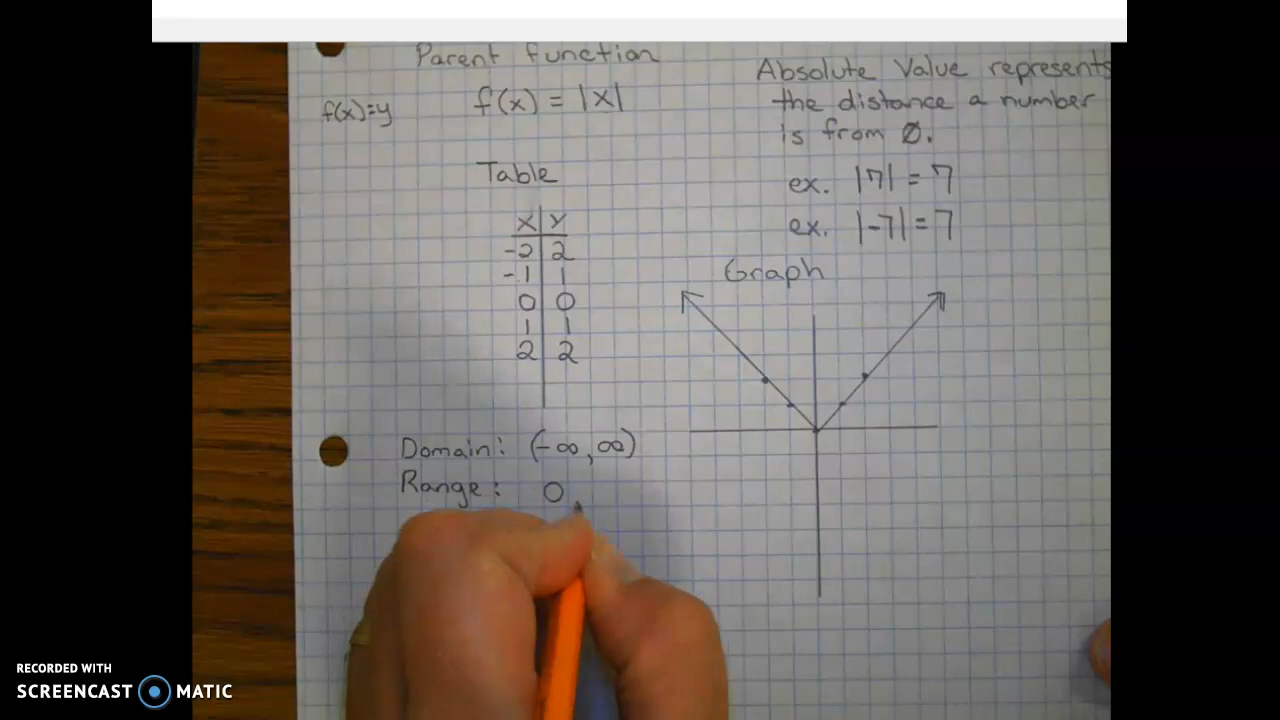 Parent function
f(x)=y
f(x) = |x|
Absolute Value represents
the distance a number
is from 0.
ex. |7| = 7
ex. |-7| = 7
Table
X Y
-2 2
-1 1
0 0
1 1
2 2
Graph
Domain: (-∞, ∞)
Range: 0,
RECORDED WITH
SCREENCAST MATIC